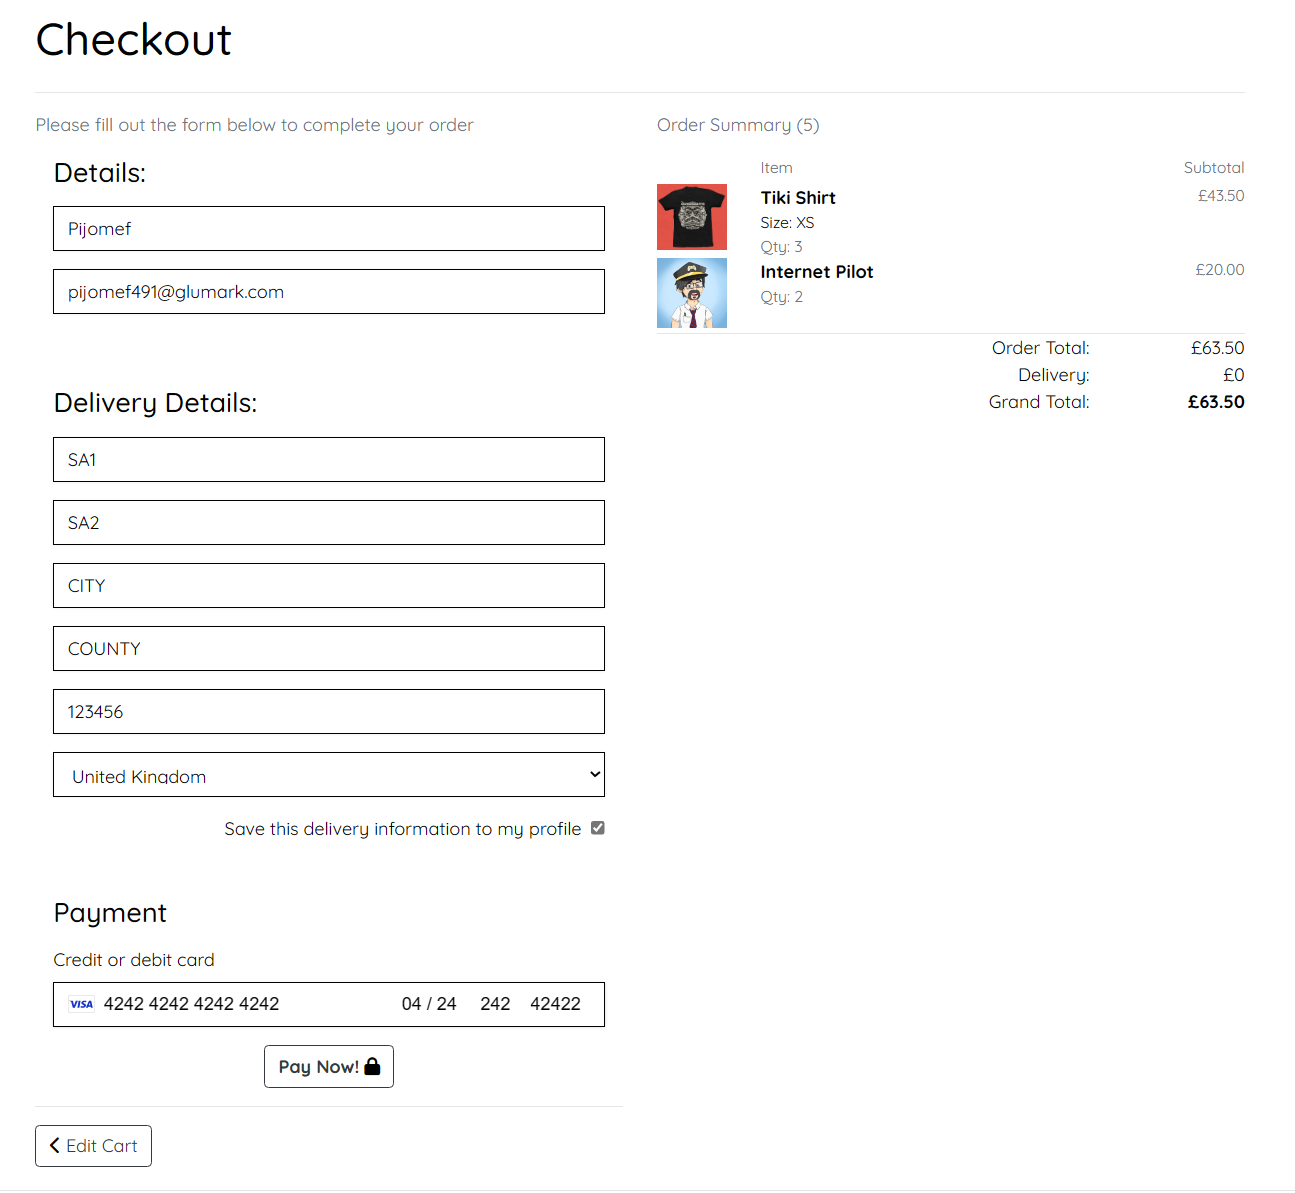 Checkout
Please fill out the form below to complete your order
Details:
Pijomef
pijomef491@glumark.com
Delivery Details:
SA1
SA2
CITY
COUNTY
123456
United Kingdom
Save this delivery information to my profile
Payment
Credit or debit card
VISA 4242 4242 4242 4242 04 / 24 242 42422
Pay Now!
Edit Cart
Order Summary (5)
Item Subtotal
Tiki Shirt £43.50
Size: XS
Qty: 3
Internet Pilot £20.00
Qty: 2
Order Total: £63.50
Delivery: £0
Grand Total: £63.50